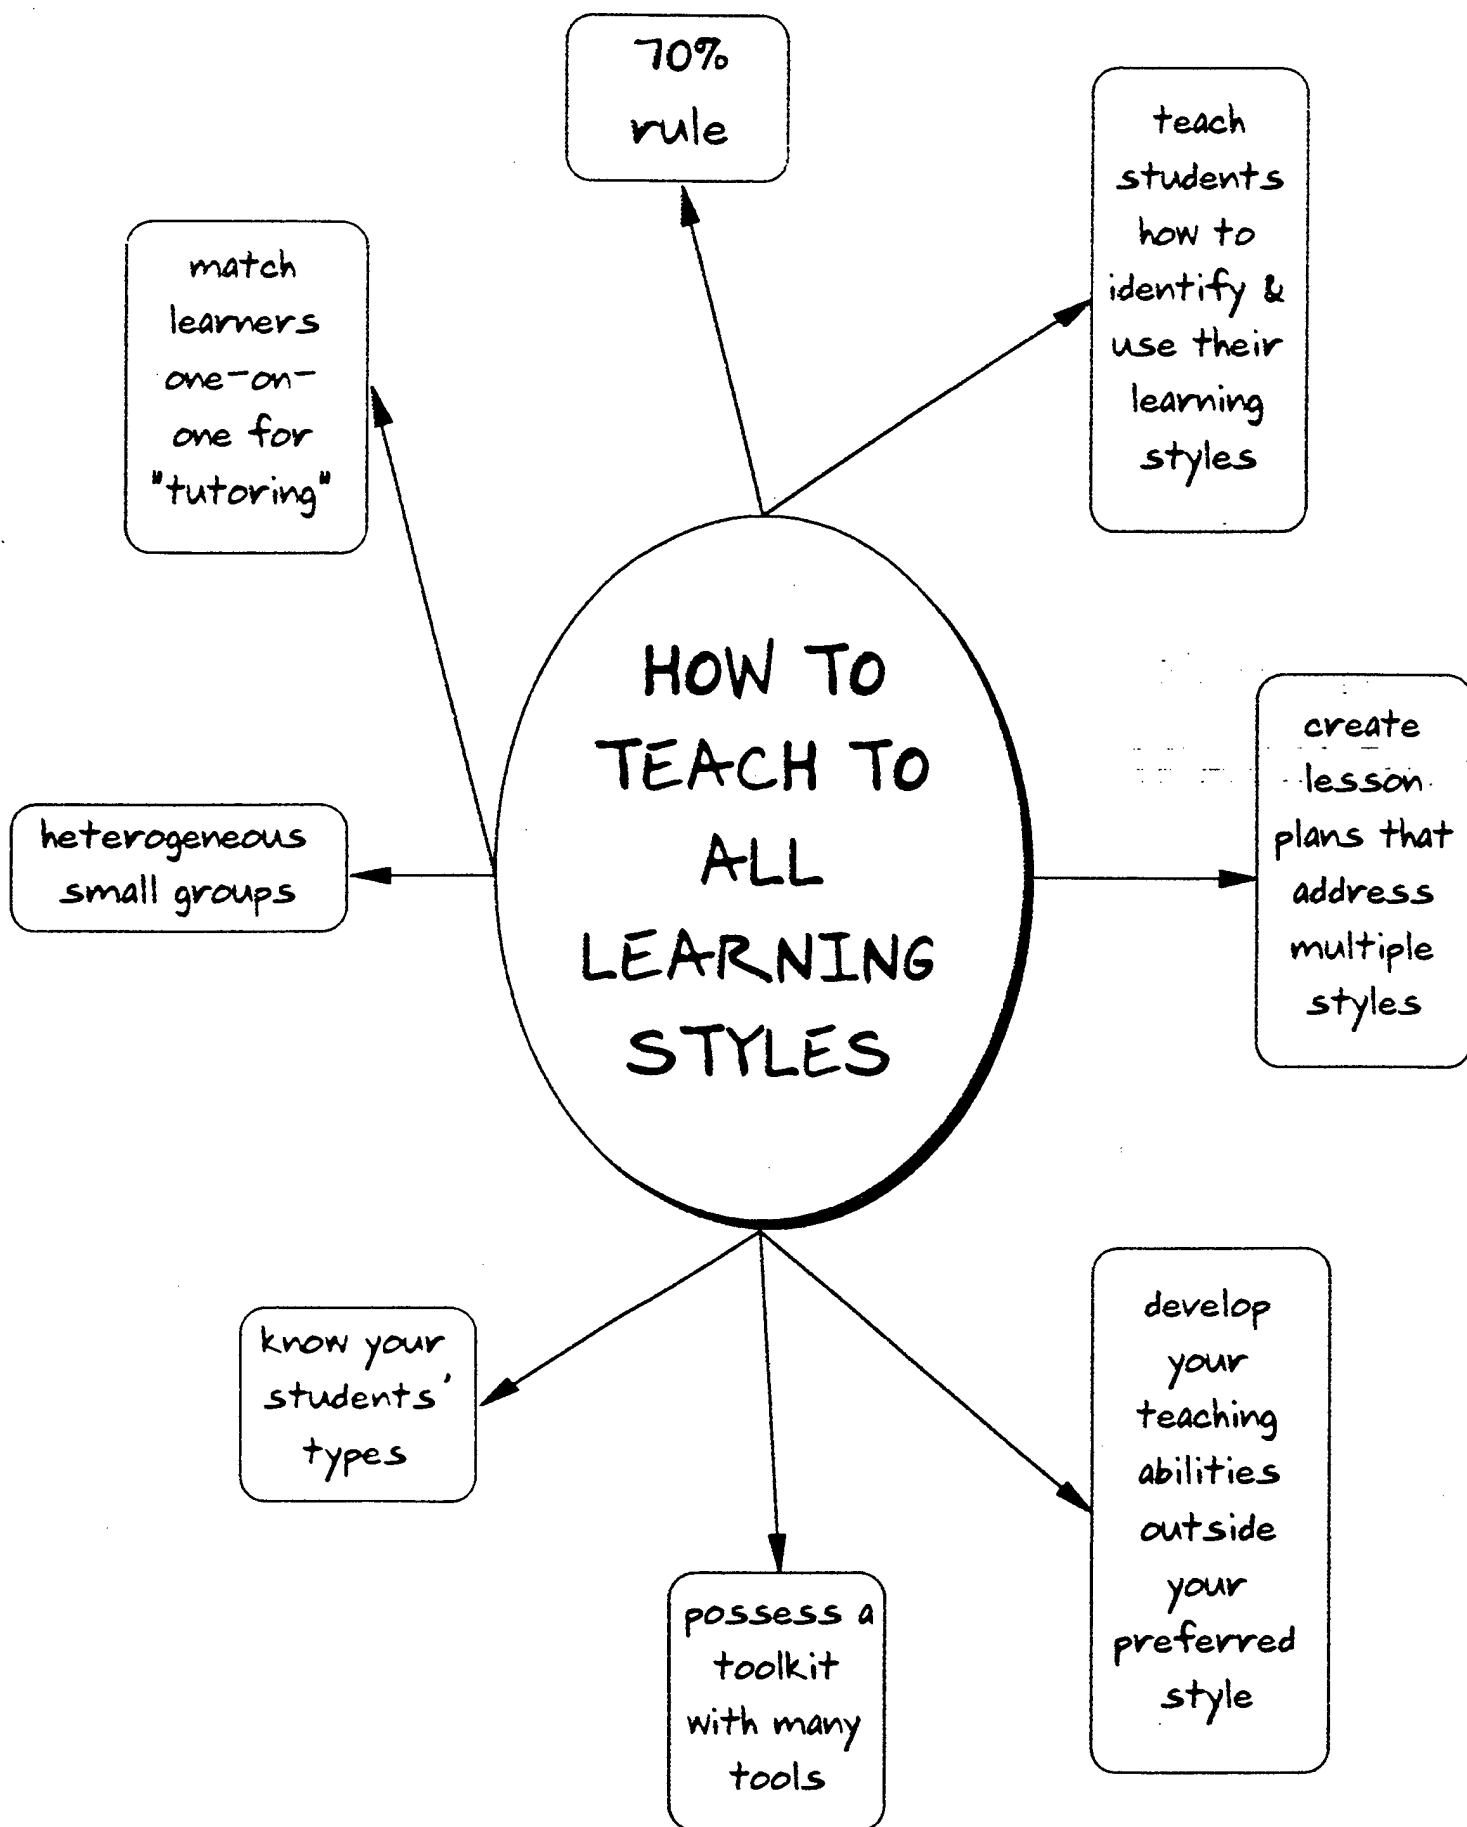 70%
rule
teach
students
how to
identify &
use their
learning
styles
match
learners
one-on-
one for
"tutoring"
HOW TO
TEACH TO
ALL
LEARNING
STYLES
create
lesson
plans that
address
multiple
styles
heterogeneous
small groups
know your
students'
types
develop
your
teaching
abilities
outside
your
preferred
style
possess a
toolkit
with many
tools